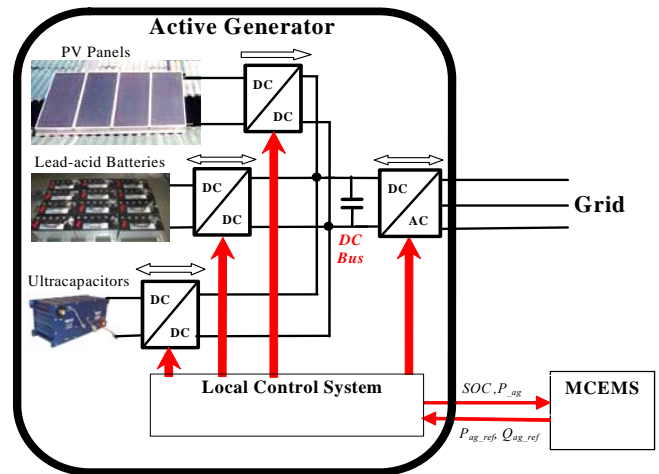 Active Generator
PV Panels
DC
DC
Lead-acid Batteries
DC
DC
DC
AC
Grid
DC
Bus
Ultracapacitors
DC
DC
Local Control System
SOC ,P_ag
MCEMS
Pag_ref, Qag_ref